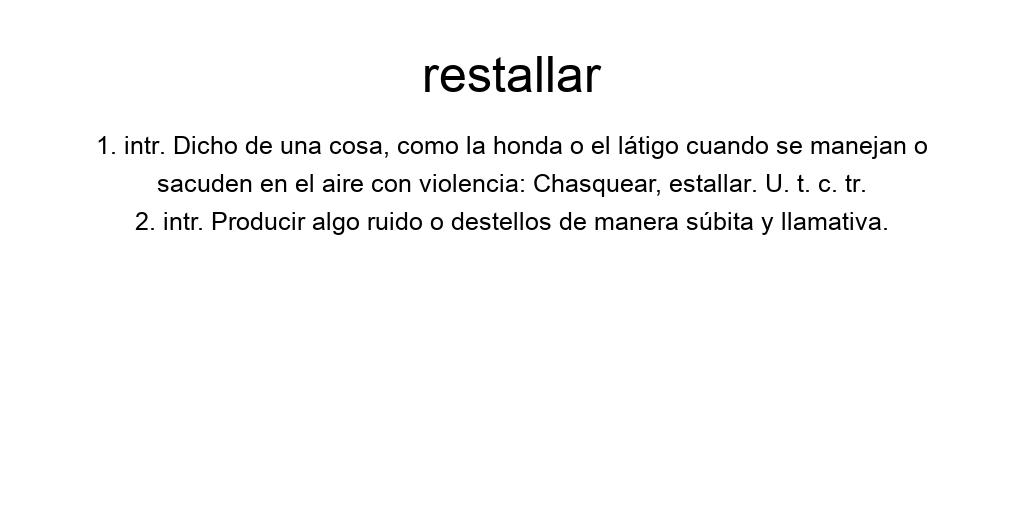 restallar
1. intr. Dicho de una cosa, como la honda o el látigo cuando se manejan o
sacuden en el aire con violencia: Chasquear, estallar. U. t. c. tr.
2. intr. Producir algo ruido o destellos de manera súbita y llamativa.